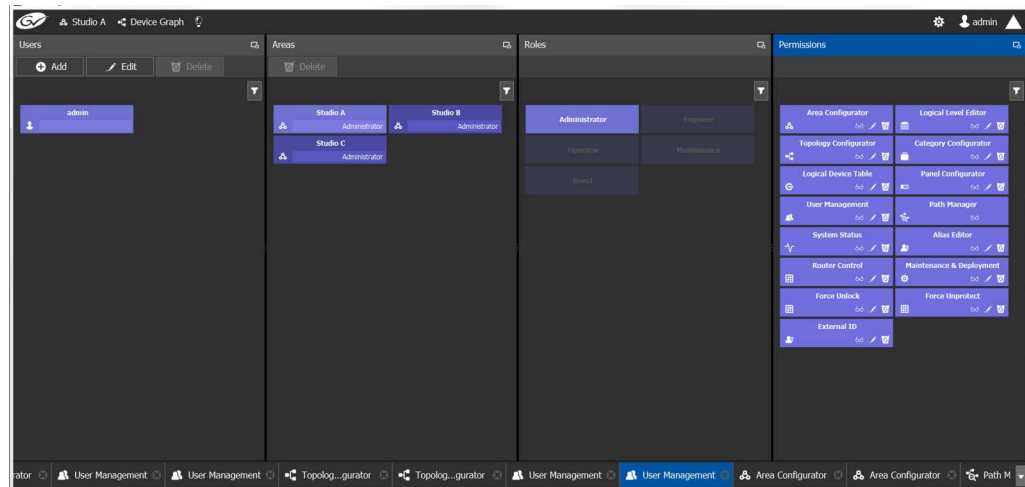 GV Studio A Device Graph admin
Users
Add Edit Delete
admin
Areas
Delete
Studio A
Administrator
Studio B
Administrator
Studio C
Administrator
Roles
Administrator Engineer
Operator Maintenance
Guest
Permissions
Area Configurator Logical Level Editor
Topology Configurator Category Configurator
Logical Device Table Panel Configurator
User Management Path Manager
System Status Alias Editor
Router Control Maintenance & Deployment
Force Unlock Force Unprotect
External ID
rator User Management User Management Topolog...gurator Topolog...gurator User Management User Management Area Configurator Area Configurator Path M